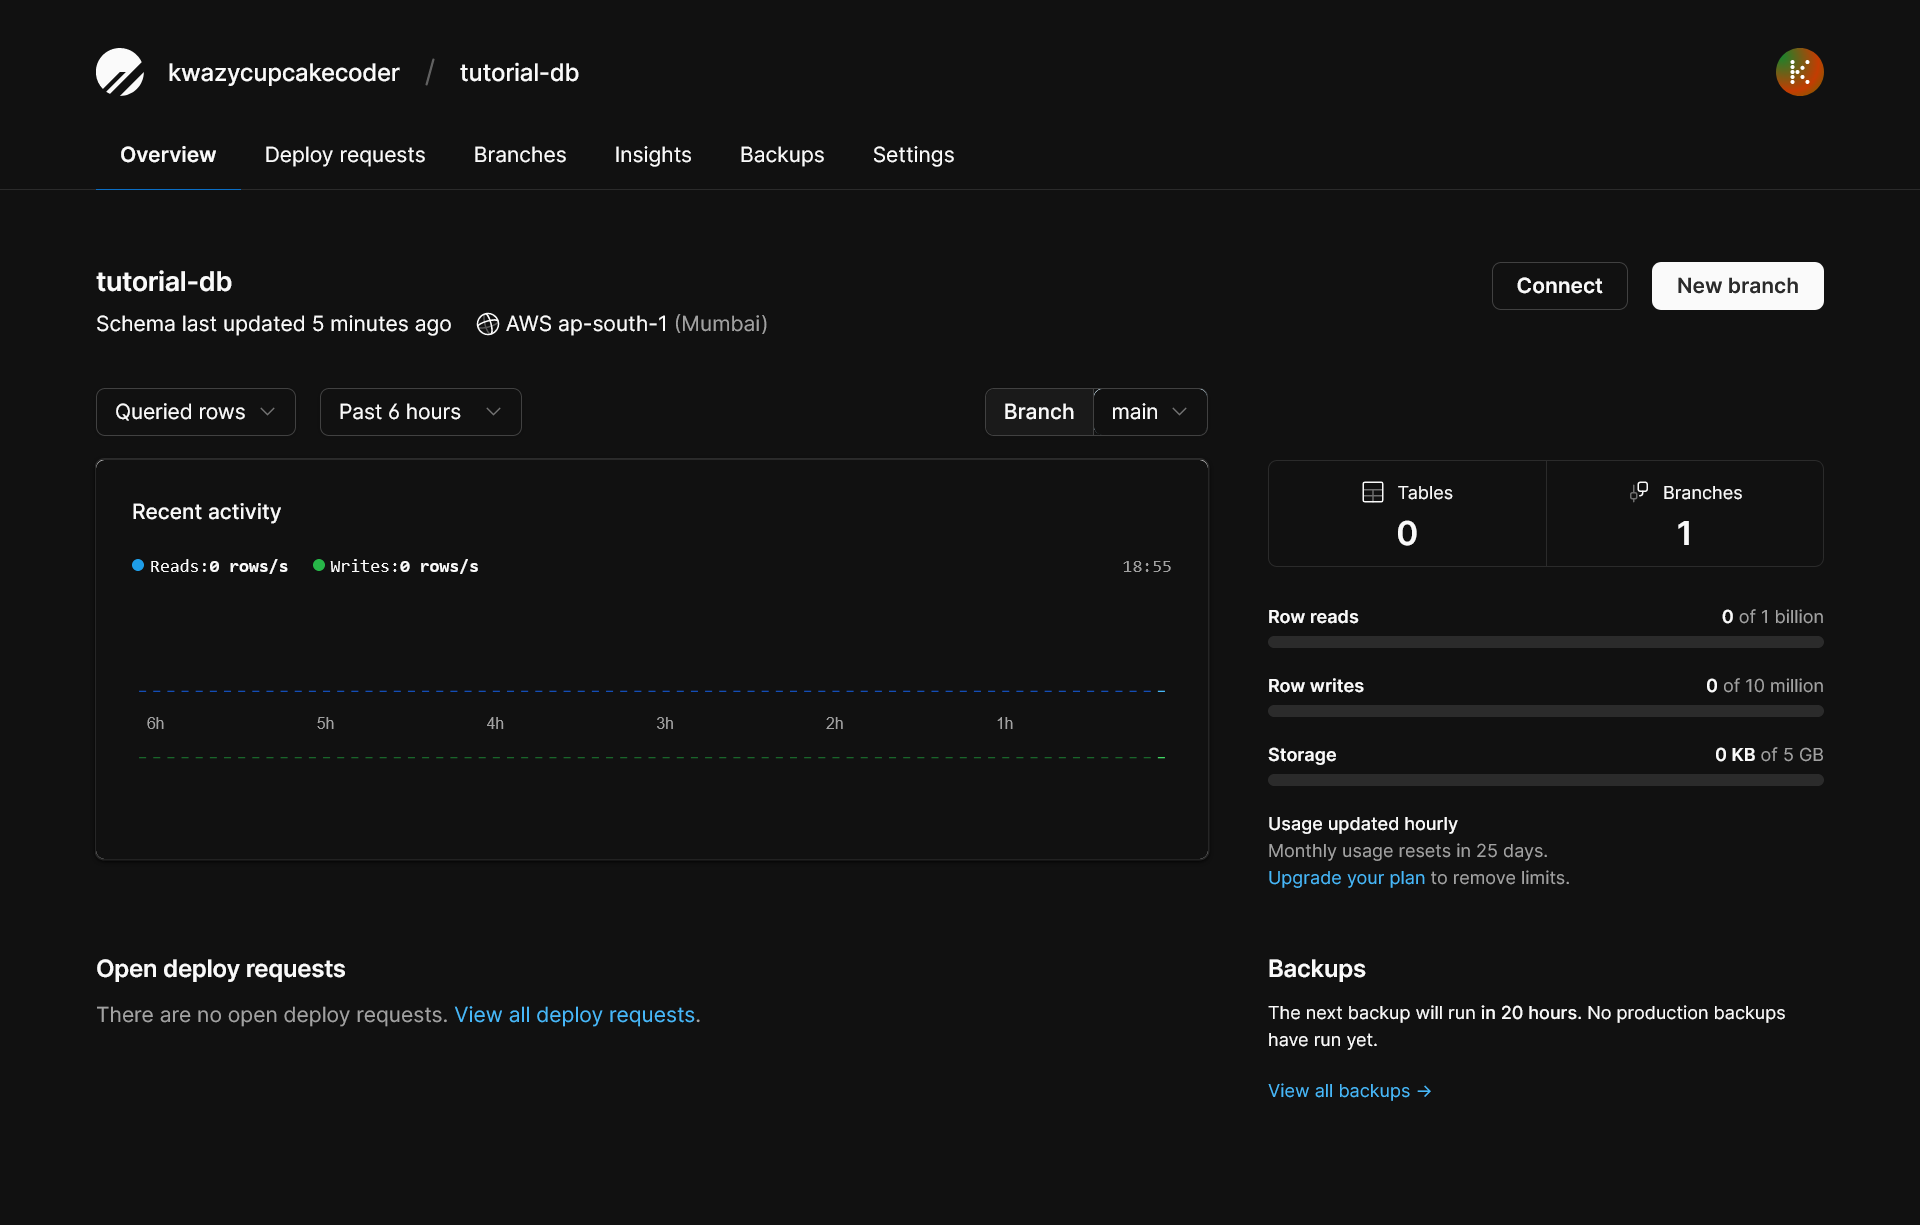 kwazycupcakecoder / tutorial-db
K
Overview Deploy requests Branches Insights Backups Settings
tutorial-db
Schema last updated 5 minutes ago AWS ap-south-1 (Mumbai)
Connect New branch
Queried rows Past 6 hours Branch main
Recent activity
Reads:0 rows/s Writes:0 rows/s 18:55
6h 5h 4h 3h 2h 1h
Tables
0
Branches
1
Row reads 0 of 1 billion
Row writes 0 of 10 million
Storage 0 KB of 5 GB
Usage updated hourly
Monthly usage resets in 25 days.
Upgrade your plan to remove limits.
Open deploy requests
There are no open deploy requests. View all deploy requests.
Backups
The next backup will run in 20 hours. No production backups
have run yet.
View all backups →